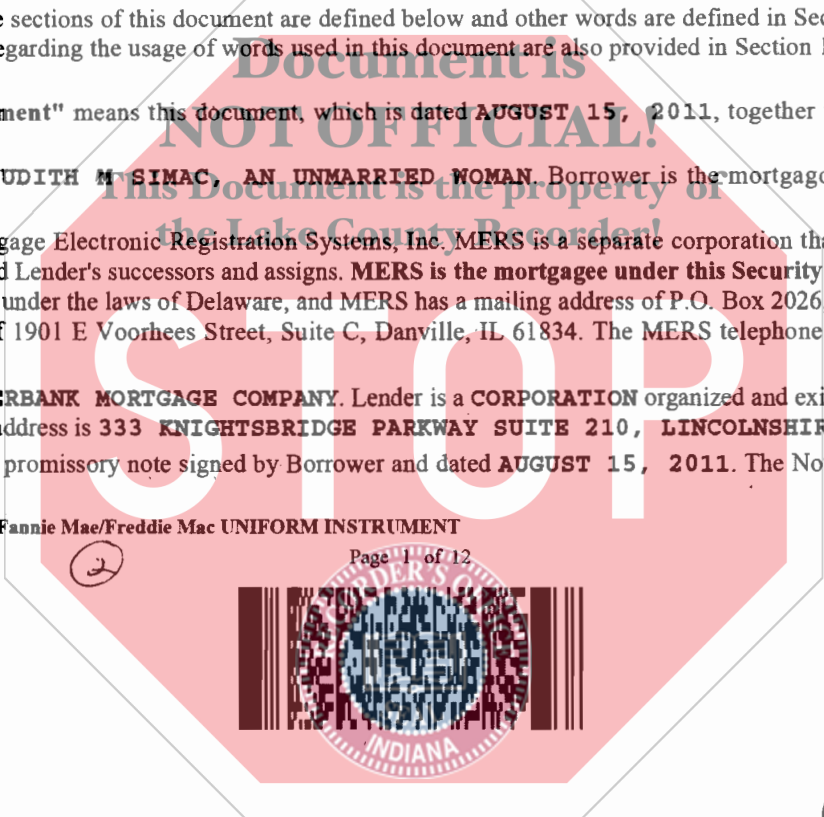 sections of this document are defined below and other words are defined in Sec
egarding the usage of words used in this document are also provided in Section
Document is
ment" means this document, which is dated AUGUST 15, 2011, together
NOT OFFICIAL!
UDITH M SIMAC, AN UNMARRIED WOMAN. Borrower is the mortgago
This Document is the property of
the Lake County Recorder!
gage Electronic Registration Systems, Inc. MERS is a separate corporation tha
d Lender's successors and assigns. MERS is the mortgagee under this Security
under the laws of Delaware, and MERS has a mailing address of P.O. Box 2026,
f 1901 E Voorhees Street, Suite C, Danville, IL 61834. The MERS telephone
STOP
ERBANK MORTGAGE COMPANY. Lender is a CORPORATION organized and exi
address is 333 KNIGHTSBRIDGE PARKWAY SUITE 210, LINCOLNSHIR
promissory note signed by Borrower and dated AUGUST 15, 2011. The No
Fannie Mae/Freddie Mac UNIFORM INSTRUMENT
2
Page 1 of 12
INDIANA